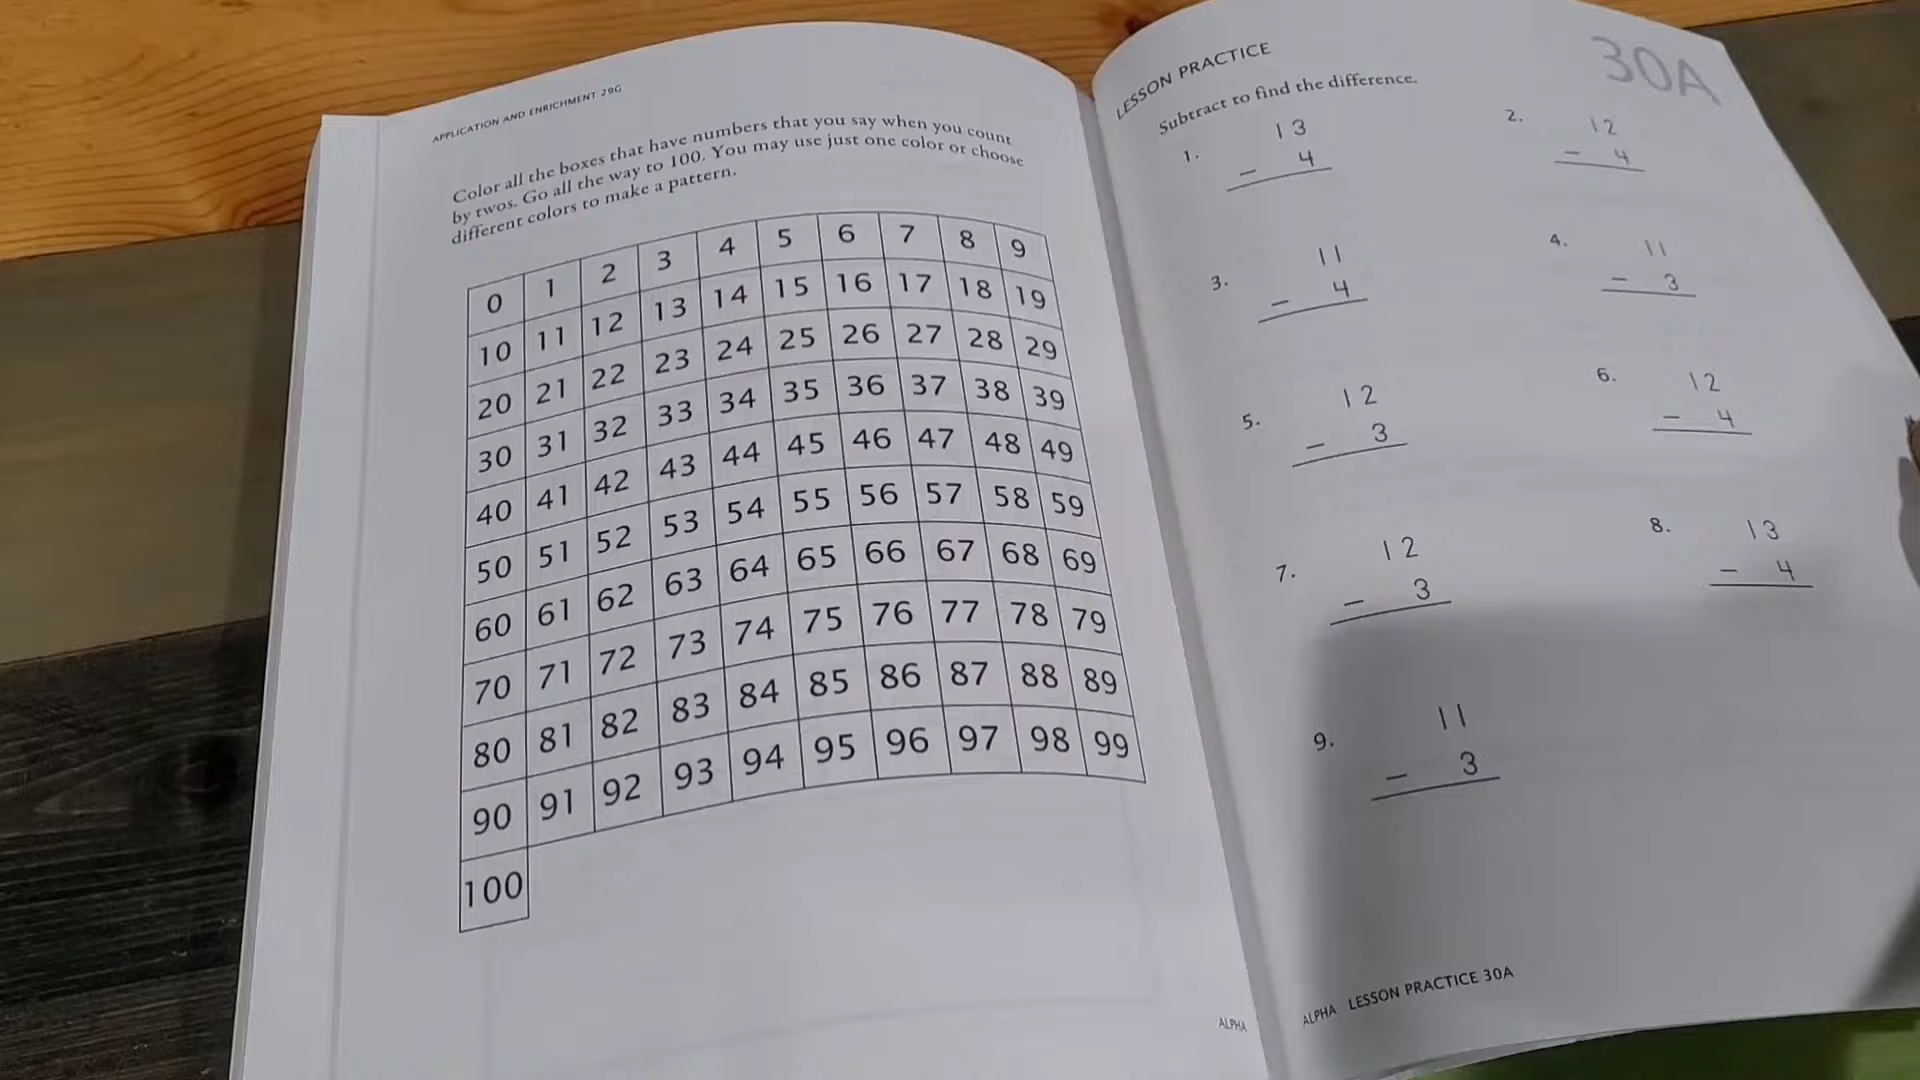 APPLICATION AND ENRICHMENT 29G
Color all the boxes that have numbers that you say when you count
by twos. Go all the way to 100. You may use just one color or choose
different colors to make a pattern.
0 1 2 3 4 5 6 7 8 9
10 11 12 13 14 15 16 17 18 19
20 21 22 23 24 25 26 27 28 29
30 31 32 33 34 35 36 37 38 39
40 41 42 43 44 45 46 47 48 49
50 51 52 53 54 55 56 57 58 59
60 61 62 63 64 65 66 67 68 69
70 71 72 73 74 75 76 77 78 79
80 81 82 83 84 85 86 87 88 89
90 91 92 93 94 95 96 97 98 99
100
ALPHA
LESSON PRACTICE
30A
Subtract to find the difference.
1. 13
- 4
2. 12
- 4
3. 11
- 4
4. 11
- 3
5. 12
- 3
6. 12
- 4
7. 12
- 3
8. 13
- 4
9. 11
- 3
ALPHA LESSON PRACTICE 30A